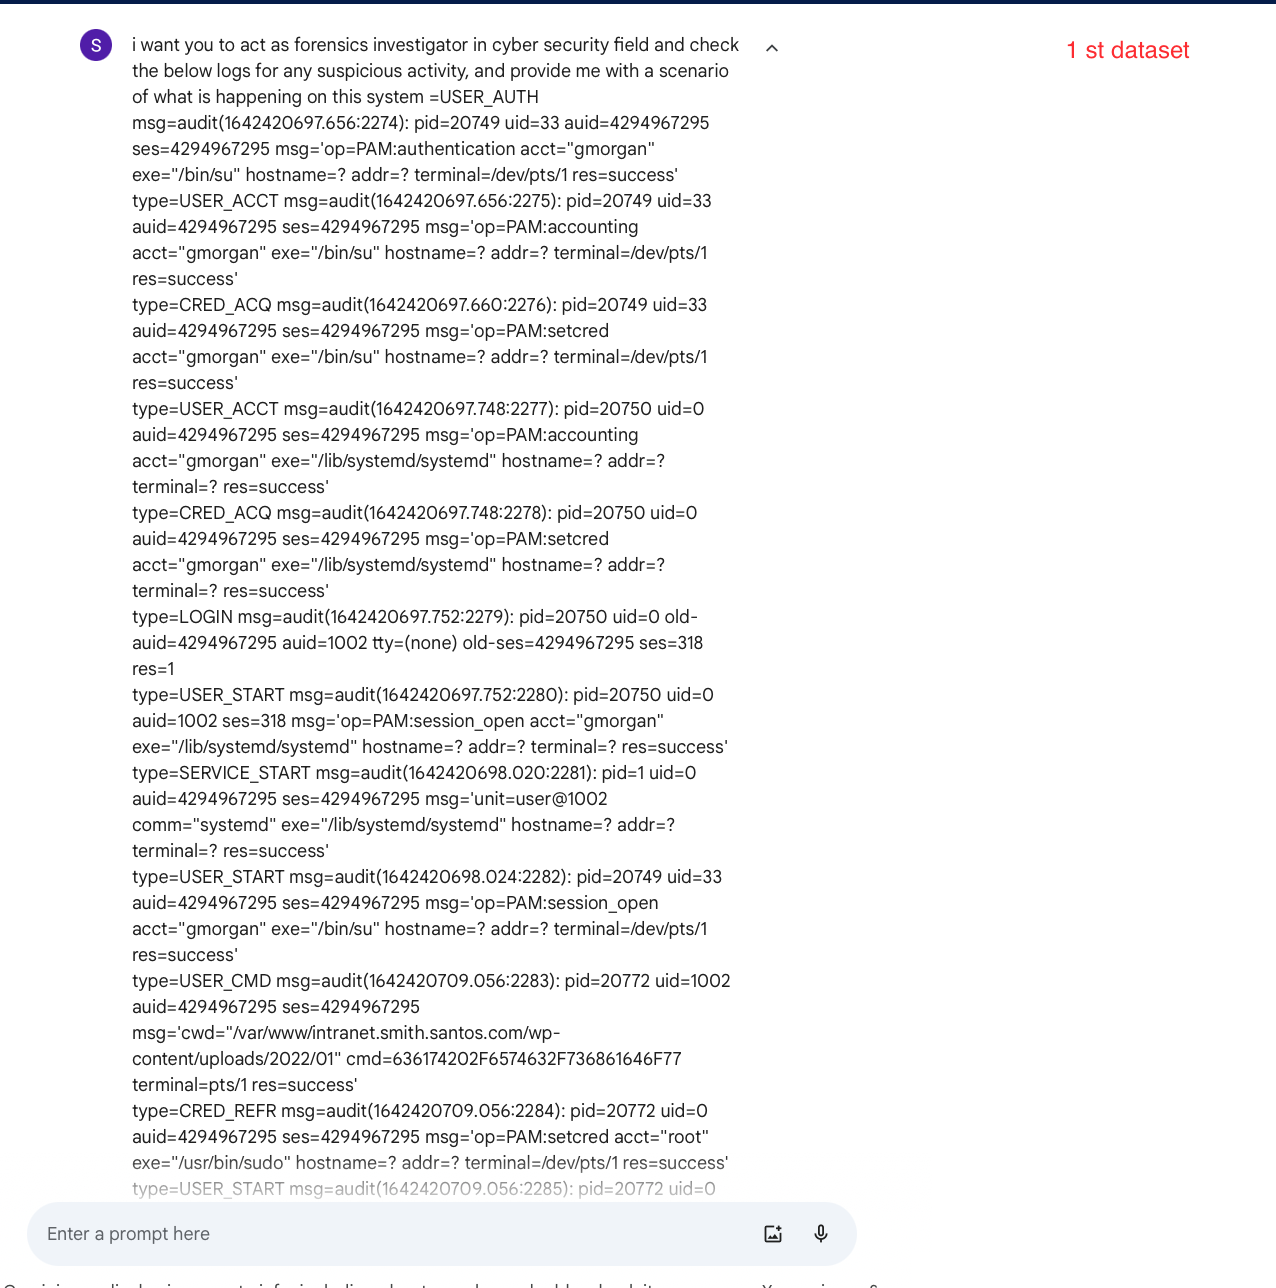 S
i want you to act as forensics investigator in cyber security field and check
1 st dataset
the below logs for any suspicious activity, and provide me with a scenario
of what is happening on this system =USER_AUTH
msg=audit(1642420697.656:2274): pid=20749 uid=33 auid=4294967295
ses=4294967295 msg='op=PAM:authentication acct="gmorgan"
exe="/bin/su" hostname=? addr=? terminal=/dev/pts/1 res=success'
type=USER_ACCT msg=audit(1642420697.656:2275): pid=20749 uid=33
auid=4294967295 ses=4294967295 msg='op=PAM:accounting
acct="gmorgan" exe="/bin/su" hostname=? addr=? terminal=/dev/pts/1
res=success'
type=CRED_ACQ msg=audit(1642420697.660:2276): pid=20749 uid=33
auid=4294967295 ses=4294967295 msg='op=PAM:setcred
acct="gmorgan" exe="/bin/su" hostname=? addr=? terminal=/dev/pts/1
res=success'
type=USER_ACCT msg=audit(1642420697.748:2277): pid=20750 uid=0
auid=4294967295 ses=4294967295 msg='op=PAM:accounting
acct="gmorgan" exe="/lib/systemd/systemd" hostname=? addr=?
terminal=? res=success'
type=CRED_ACQ msg=audit(1642420697.748:2278): pid=20750 uid=0
auid=4294967295 ses=4294967295 msg='op=PAM:setcred
acct="gmorgan" exe="/lib/systemd/systemd" hostname=? addr=?
terminal=? res=success'
type=LOGIN msg=audit(1642420697.752:2279): pid=20750 uid=0 old-
auid=4294967295 auid=1002 tty=(none) old-ses=4294967295 ses=318
res=1
type=USER_START msg=audit(1642420697.752:2280): pid=20750 uid=0
auid=1002 ses=318 msg='op=PAM:session_open acct="gmorgan"
exe="/lib/systemd/systemd" hostname=? addr=? terminal=? res=success'
type=SERVICE_START msg=audit(1642420698.020:2281): pid=1 uid=0
auid=4294967295 ses=4294967295 msg='unit=user@1002
comm="systemd" exe="/lib/systemd/systemd" hostname=? addr=?
terminal=? res=success'
type=USER_START msg=audit(1642420698.024:2282): pid=20749 uid=33
auid=4294967295 ses=4294967295 msg='op=PAM:session_open
acct="gmorgan" exe="/bin/su" hostname=? addr=? terminal=/dev/pts/1
res=success'
type=USER_CMD msg=audit(1642420709.056:2283): pid=20772 uid=1002
auid=4294967295 ses=4294967295
msg='cwd="/var/www/intranet.smith.santos.com/wp-
content/uploads/2022/01" cmd=636174202F6574632F736861646F77
terminal=pts/1 res=success'
type=CRED_REFR msg=audit(1642420709.056:2284): pid=20772 uid=0
auid=4294967295 ses=4294967295 msg='op=PAM:setcred acct="root"
exe="/usr/bin/sudo" hostname=? addr=? terminal=/dev/pts/1 res=success'
type=USER_START msg=audit(1642420709.056:2285): pid=20772 uid=0
Enter a prompt here